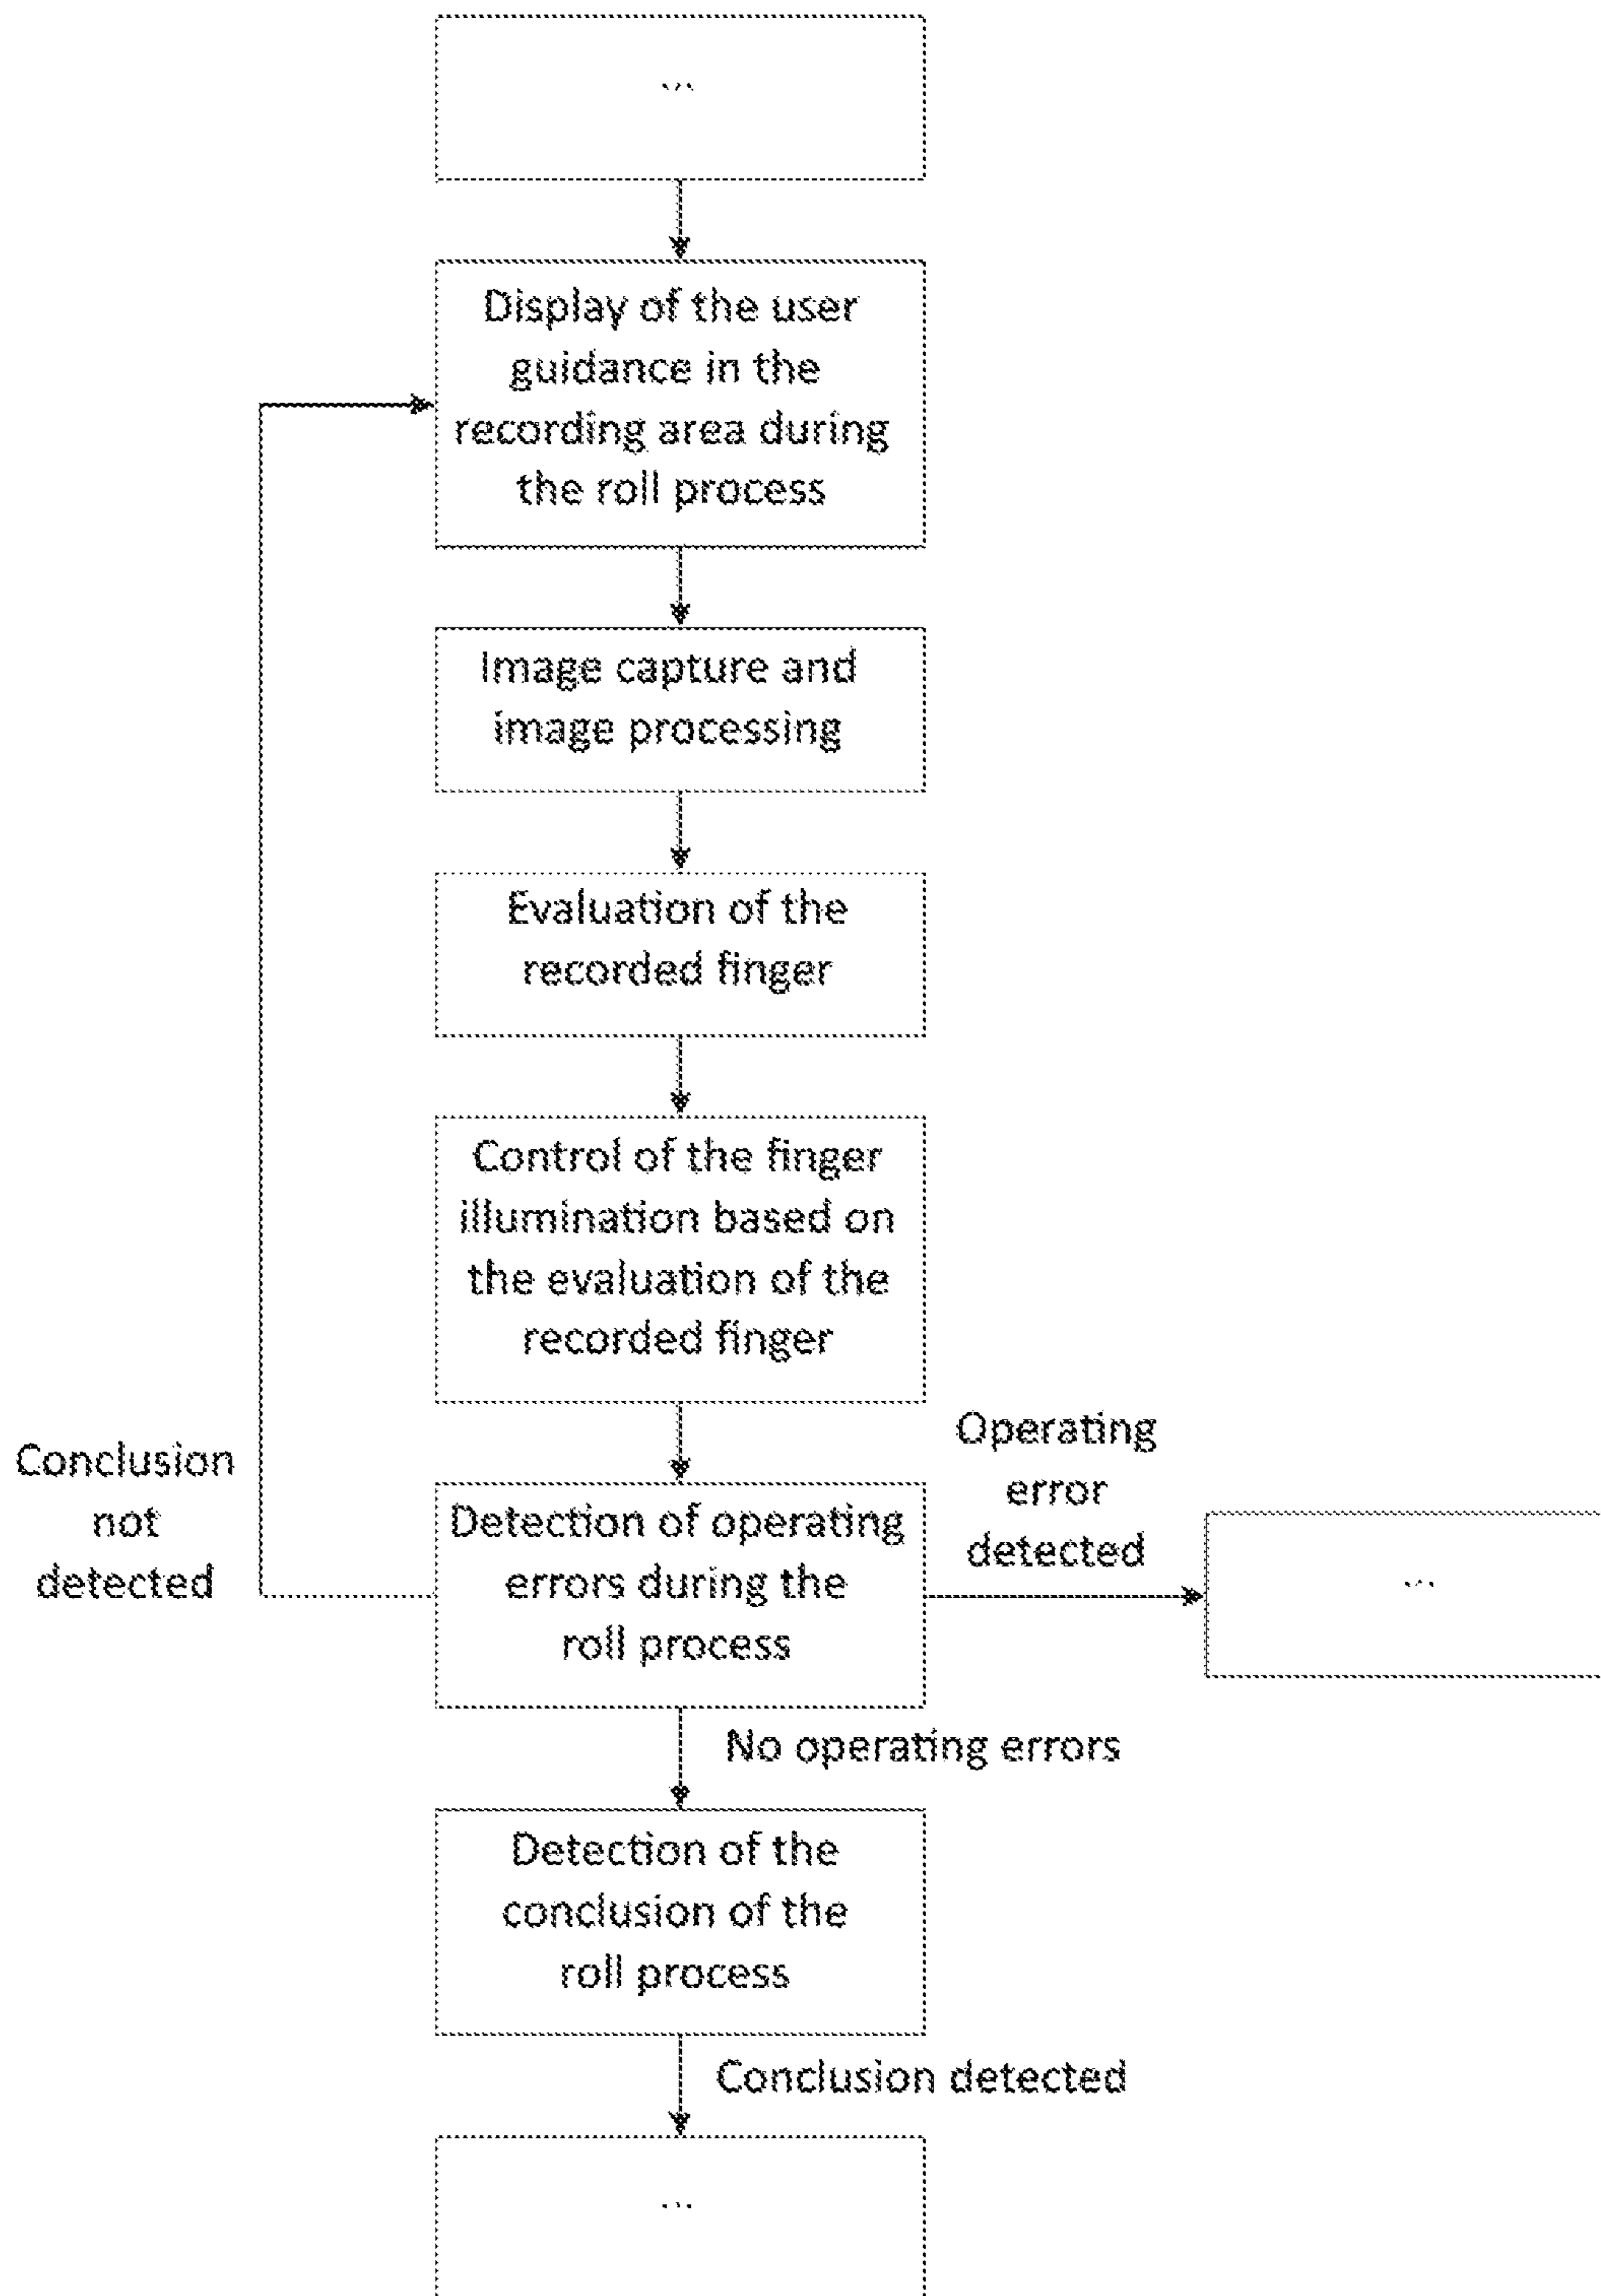 ...
Display of the user
guidance in the
recording area during
the roll process
Image capture and
image processing
Evaluation of the
recorded finger
Control of the finger
illumination based on
the evaluation of the
recorded finger
Conclusion
not
detected
Detection of operating
errors during the
roll process
Operating
error
detected
...
No operating errors
Detection of the
conclusion of the
roll process
Conclusion detected
...